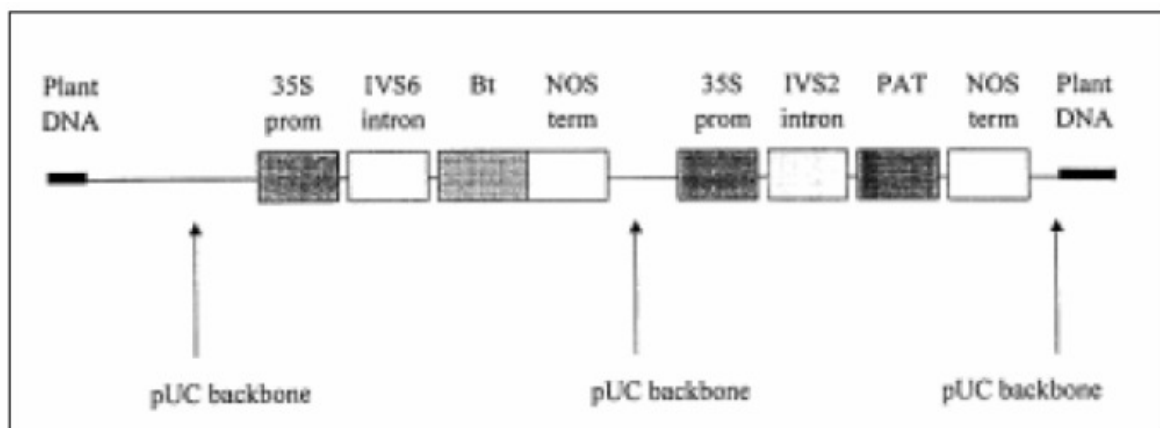 Plant 35S IVS6 Bt NOS 35S IVS2 PAT NOS Plant
DNA prom intron term prom intron term DNA
pUC backbone pUC backbone pUC backbone